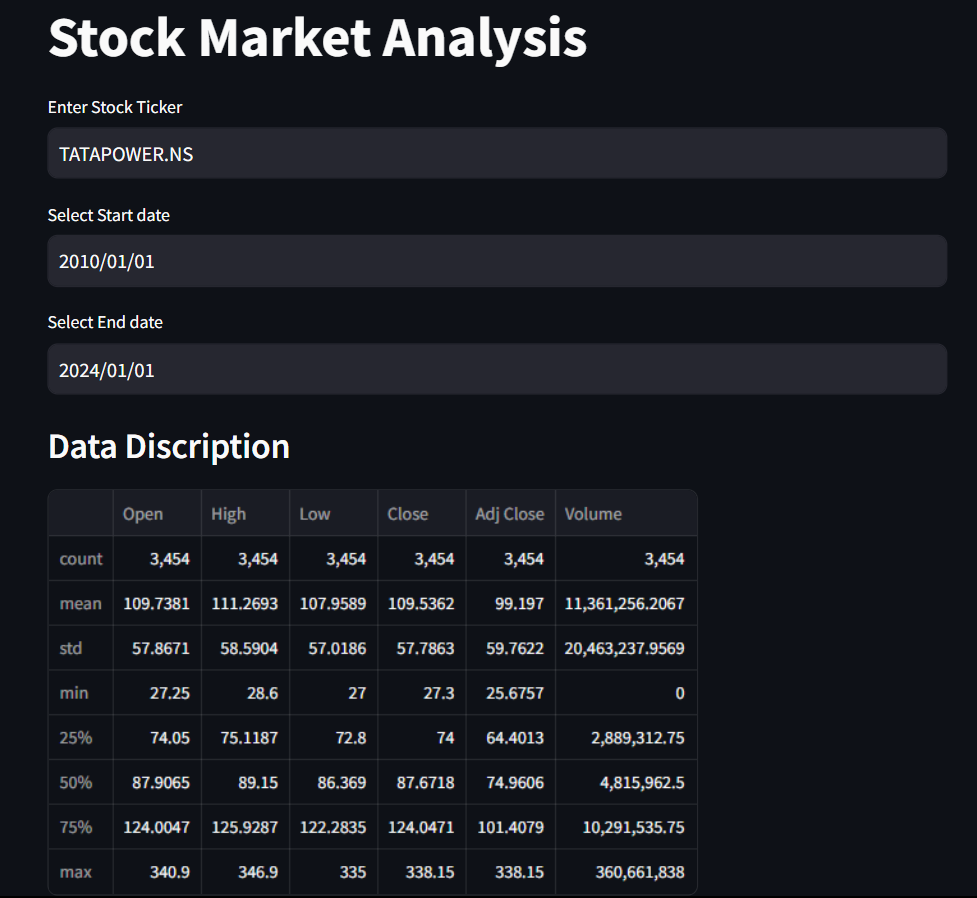 Stock Market Analysis
Enter Stock Ticker
TATAPOWER.NS
Select Start date
2010/01/01
Select End date
2024/01/01
Data Discription
Open High Low Close Adj Close Volume
count 3,454 3,454 3,454 3,454 3,454 3,454
mean 109.7381 111.2693 107.9589 109.5362 99.197 11,361,256.2067
std 57.8671 58.5904 57.0186 57.7863 59.7622 20,463,237.9569
min 27.25 28.6 27 27.3 25.6757 0
25% 74.05 75.1187 72.8 74 64.4013 2,889,312.75
50% 87.9065 89.15 86.369 87.6718 74.9606 4,815,962.5
75% 124.0047 125.9287 122.2835 124.0471 101.4079 10,291,535.75
max 340.9 346.9 335 338.15 338.15 360,661,838